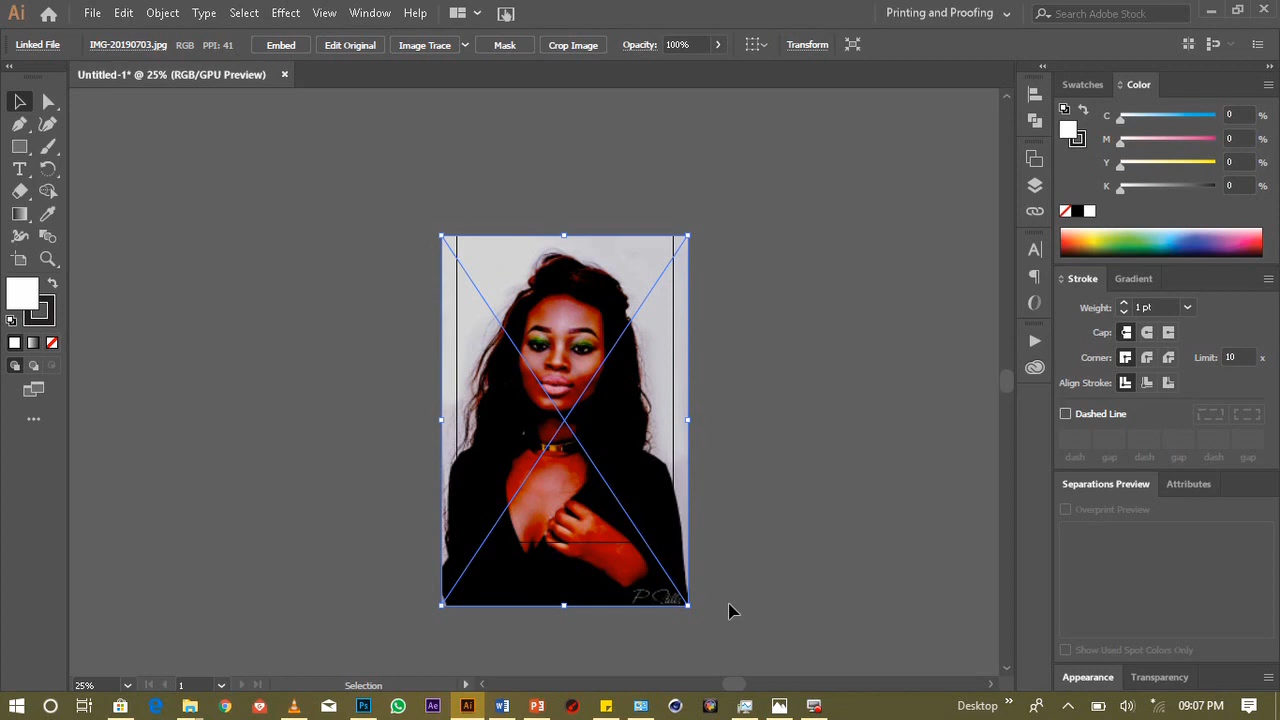 Ai File Edit Object Type Select Effect View Window Help Printing and Proofing Search Adobe Stock
Linked File IMG-20190703.jpg RGB PPI: 41 Embed Edit Original Image Trace Mask Crop Image Opacity: 100% Transform
Untitled-1* @ 25% (RGB/GPU Preview)
Swatches Color
C 0 %
M 0 %
Y 0 %
K 0 %
Stroke Gradient
Weight: 1 pt
Cap:
Corner: Limit: 10 x
Align Stroke:
Dashed Line
dash gap dash gap dash gap
Separations Preview Attributes
Overprint Preview
Show Used Spot Colors Only
Appearance Transparency
25% 1 Selection
Ps Ae Ai Desktop 09:07 PM